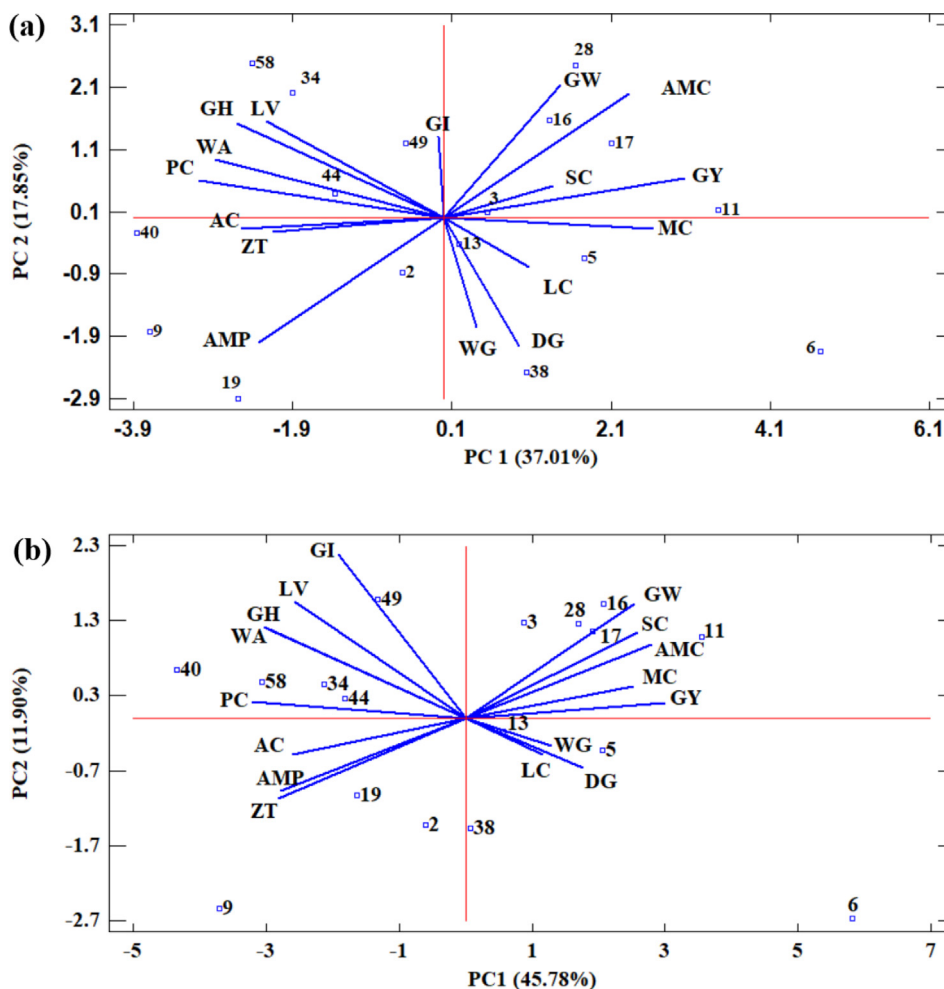 (a)
3.1
28
58
34
GW
AMC
2.1
GH
LV
GI
16
49
17
1.1
WA
PC
44
SC
GY
3
11
0.1
AC
MC
40
ZT
13
5
2
LC
-0.9
9
AMP
WG
DG
-1.9
6
38
19
-2.9
PC 2 (17.85%)
-3.9 -1.9 0.1 2.1 4.1 6.1
PC 1 (37.01%)
(b)
2.3
GI
LV
49
16
GW
GH
3
28
SC
1.3
WA
17
11
AMC
40
58
34
MC
0.3
PC
44
GY
13
AC
WG
5
-0.7
AMP
LC
DG
ZT
19
2
38
-1.7
9
6
-2.7
PC2 (11.90%)
-5 -3 -1 1 3 5 7
PC1 (45.78%)